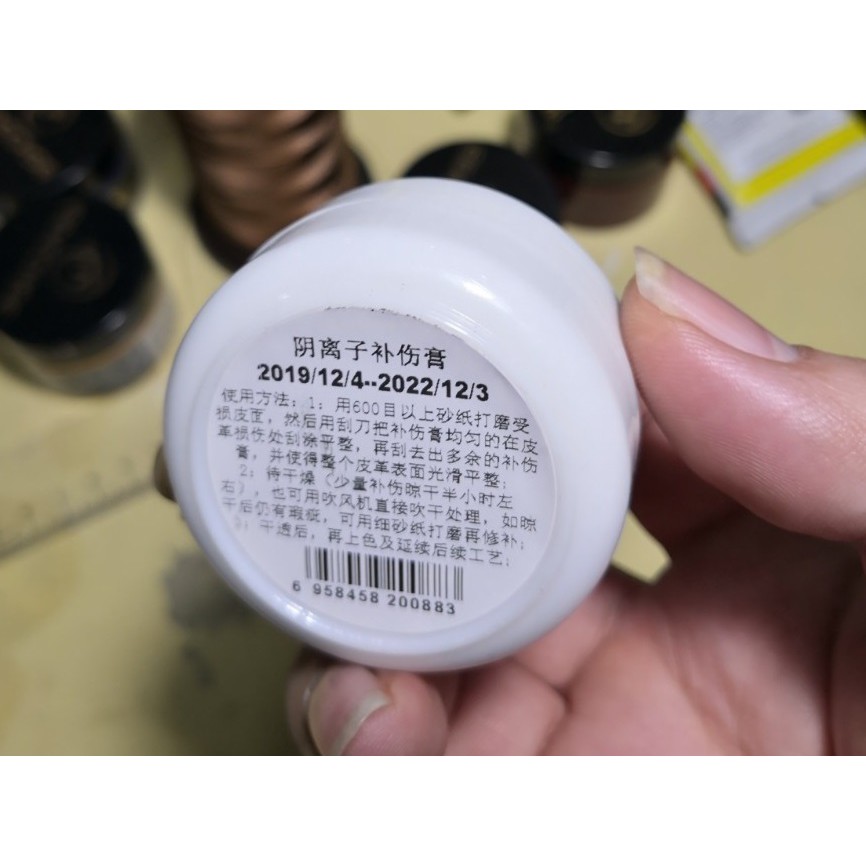 阴离子补伤膏
2019/12/4--2022/12/3
使用方法：1：用600目以上砂纸打磨受
损皮面，然后用刮刀把补伤膏均匀的在皮
革损伤处刮涂平整，再刮去出多余的补伤
膏，并使得整个皮革表面光滑平整；
2：待干燥（少量补伤晾干半小时左
右），也可用吹风机直接吹干处理，如晾
干后仍有瑕疵，可用细砂纸打磨再修补；
3：干透后，再上色及延续后续工艺；
6 958458 200883